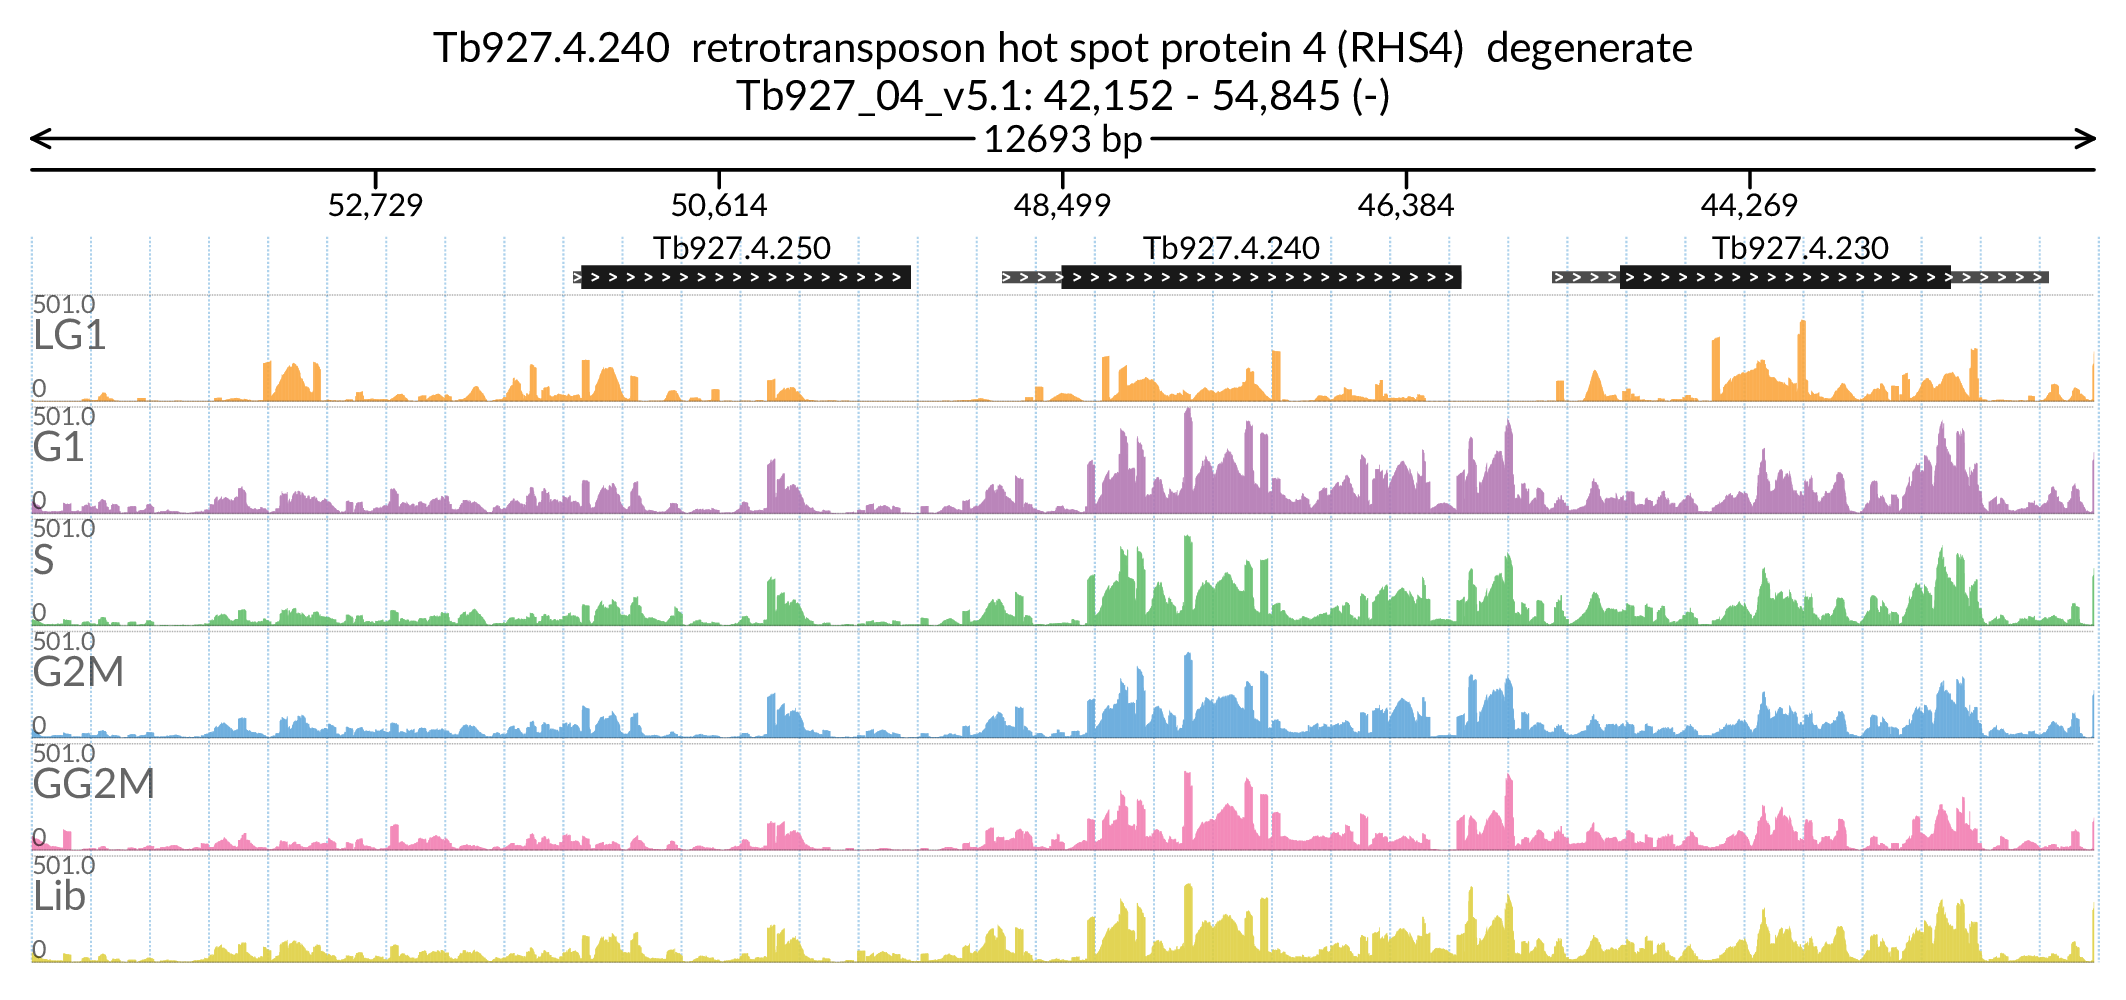 Tb927.4.240  retrotransposon hot spot protein 4 (RHS4)  degenerate
Tb927_04_v5.1: 42,152 - 54,845 (-)
12693 bp
52,729 50,614 48,499 46,384 44,269
Tb927.4.250 Tb927.4.240 Tb927.4.230
501.0
LG1
0
501.0
G1
0
501.0
S
0
501.0
G2M
0
501.0
GG2M
0
501.0
Lib
0